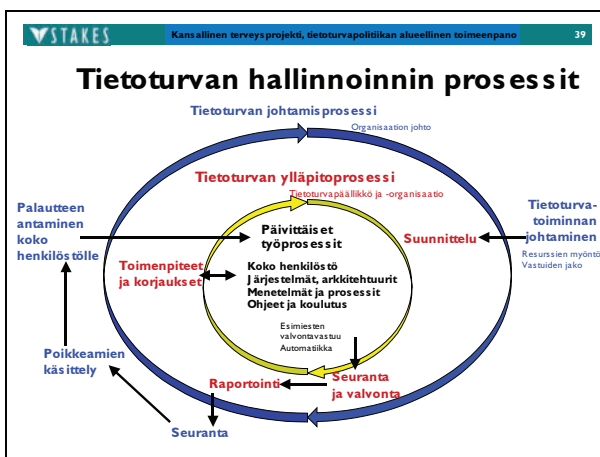 STAKES
Kansallinen terveysprojekti, tietoturvapolitiikan alueellinen toimeenpano
39
Tietoturvan hallinnoinnin prosessit
Tietoturvan johtamisprosessi
Organisaation johto
Tietoturvan ylläpitoprosessi
Tietoturvapäällikkö ja -organisaatio
Palautteen
antaminen
koko
henkilöstölle
Päivittäiset
työprosessit
Suunnittelu
Tietoturva-
toiminnan
johtaminen
Resurssien myöntö
Vastuiden jako
Toimenpiteet
ja korjaukset
Koko henkilöstö
Järjestelmät, arkkitehtuurit
Menetelmät ja prosessit
Ohjeet ja koulutus
Esimiesten
valvontavastuu
Automatiikka
Poikkeamien
käsittely
Raportointi
Seuranta
ja valvonta
Seuranta